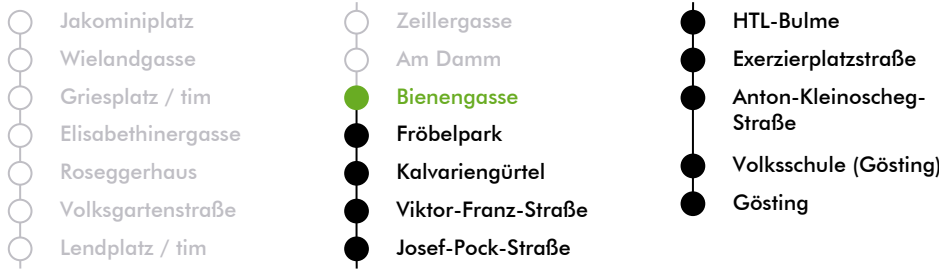 Jakominiplatz
Wielandgasse
Griesplatz / tim
Elisabethinergasse
Roseggerhaus
Volksgartenstraße
Lendplatz / tim
Zeillergasse
Am Damm
Bienengasse
Fröbelpark
Kalvariengürtel
Viktor-Franz-Straße
Josef-Pock-Straße
HTL-Bulme
Exerzierplatzstraße
Anton-Kleinoscheg-
Straße
Volksschule (Gösting)
Gösting